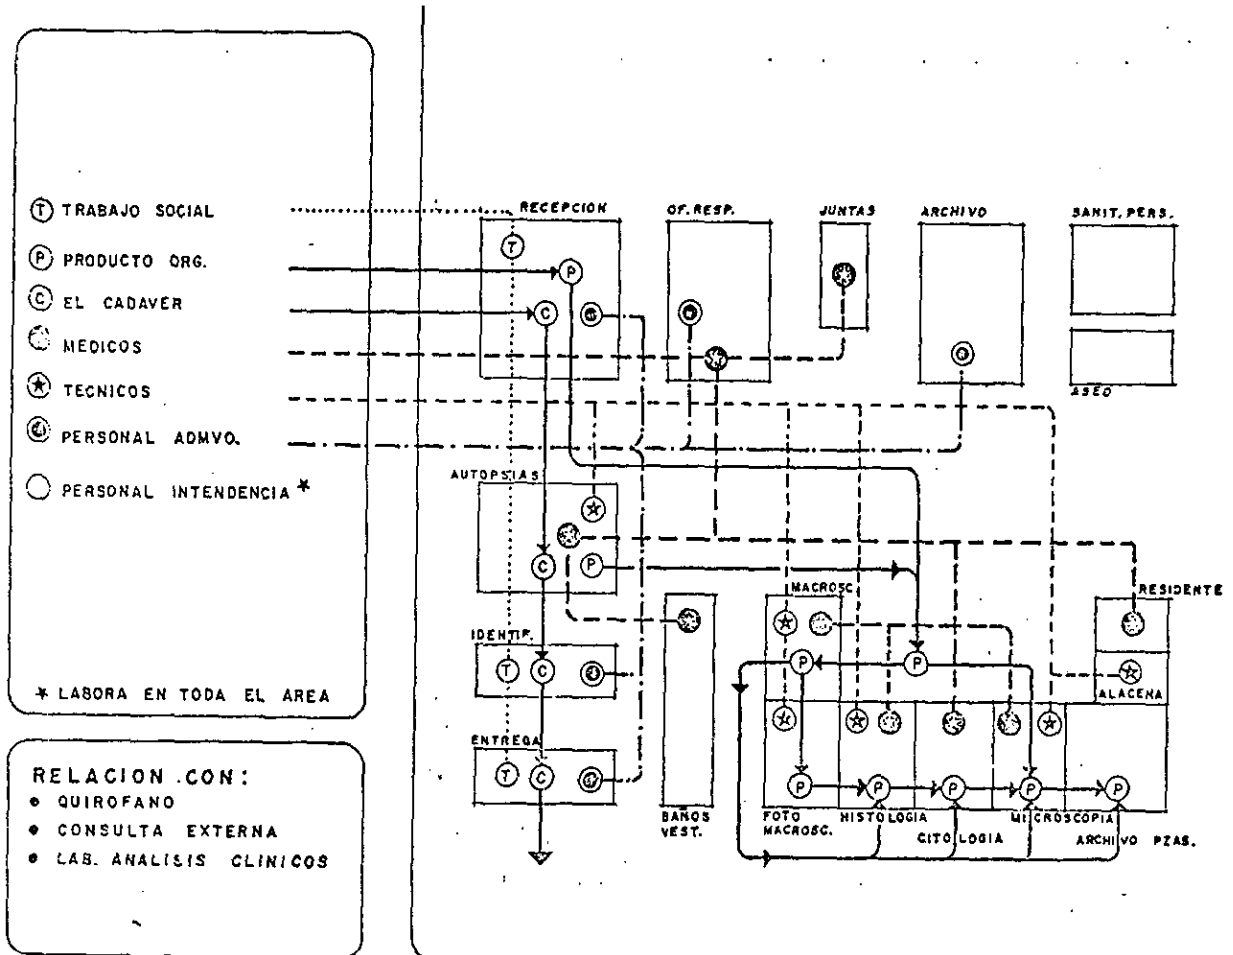 T TRABAJO SOCIAL
P PRODUCTO ORG.
C EL CADAVER
MEDICOS
TECNICOS
PERSONAL ADMVO.
PERSONAL INTENDENCIA *
* LABORA EN TODA EL AREA
RELACION CON:
QUIROFANO
CONSULTA EXTERNA
LAB. ANALISIS CLINICOS
RECEPCION
OF. RESP.
JUNTAS
ARCHIVO
SANIT. PERS.
T
P
C
ASEO
AUTOPSIAS
C
P
MACROSC.
RESIDENTE
IDENTIF.
T
C
P
P
ALACENA
ENTREGA
T
C
P
P
P
P
P
BAÑOS
VEST.
FOTO
MACROSC.
HISTOLOGIA
CITOLOGIA
MICROSCOPIA
ARCHIVO PZAS.